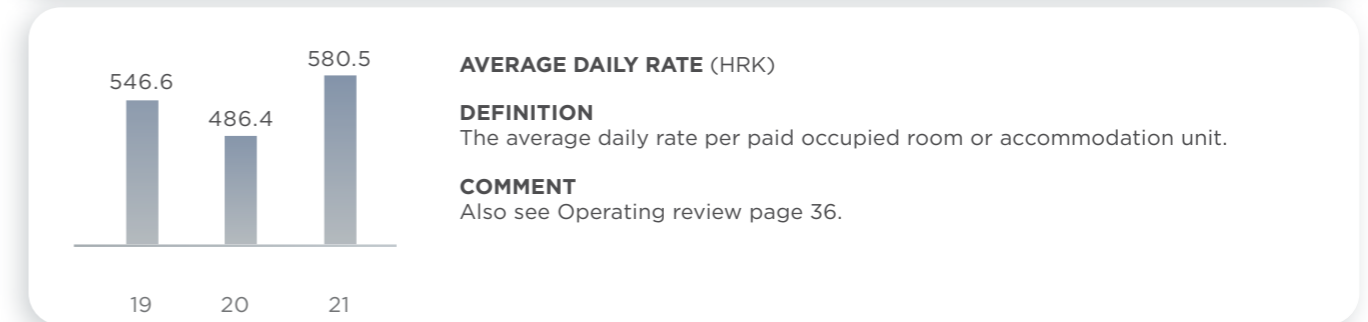 580.5
546.6
486.4
19 20 21
AVERAGE DAILY RATE (HRK)
DEFINITION
The average daily rate per paid occupied room or accommodation unit.
COMMENT
Also see Operating review page 36.